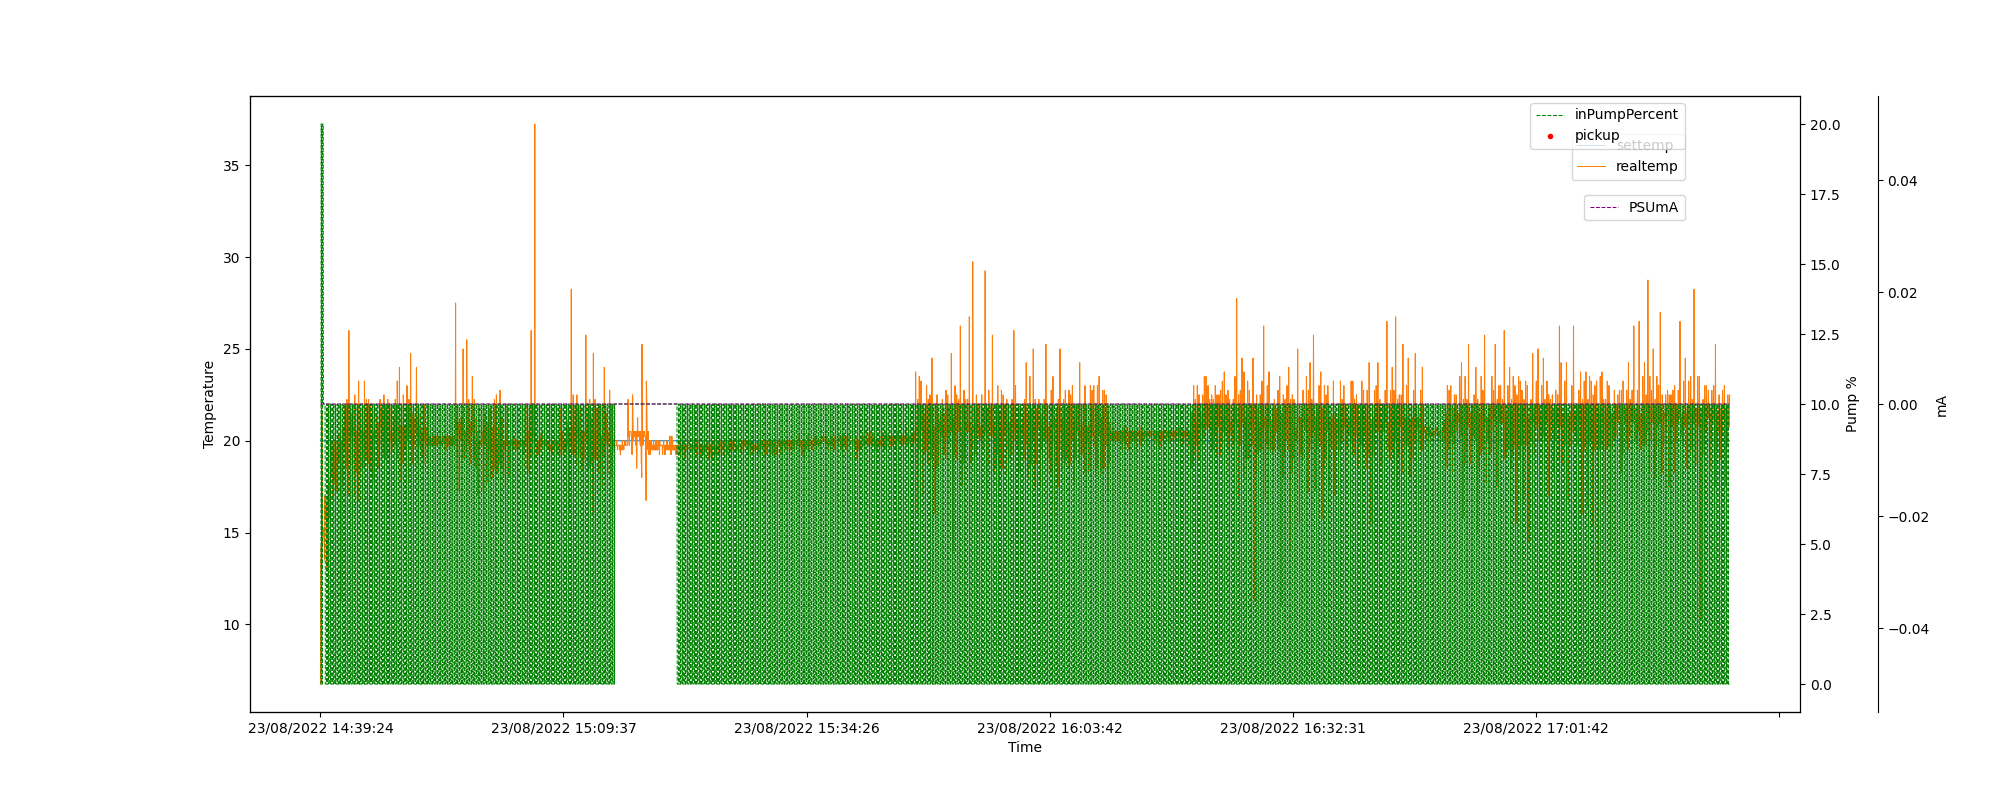 inPumpPercent
pickup
settemp
realtemp
PSUmA
35
30
25
20
15
10
Temperature
20.0
17.5
15.0
12.5
10.0
7.5
5.0
2.5
0.0
Pump %
0.04
0.02
0.00
−0.02
−0.04
mA
23/08/2022 14:39:24
23/08/2022 15:09:37
23/08/2022 15:34:26
23/08/2022 16:03:42
23/08/2022 16:32:31
23/08/2022 17:01:42
Time